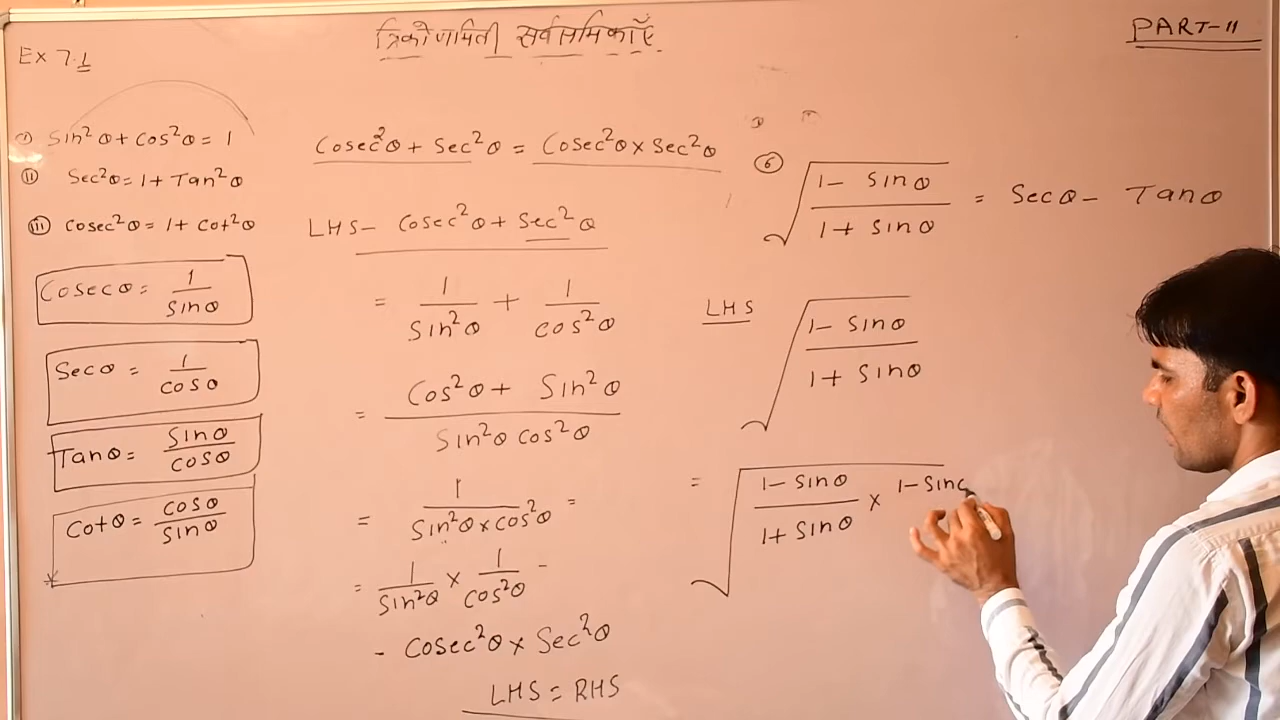 त्रिकोणमिती सर्वसमिकाएँ
PART-11
Ex 7.1
(i) Sin²θ + Cos²θ = 1
(ii) Sec²θ = 1 + Tan²θ
(iii) Cosec²θ = 1 + Cot²θ
Cosecθ = 1/Sinθ
Secθ = 1/Cosθ
Tanθ = Sinθ/Cosθ
Cotθ = Cosθ/Sinθ
Cosec²θ + Sec²θ = Cosec²θ × Sec²θ
LHS - Cosec²θ + Sec²θ
= 1/Sin²θ + 1/Cos²θ
= (Cos²θ + Sin²θ)/(Sin²θ Cos²θ)
= 1/(Sin²θ × Cos²θ) =
= 1/Sin²θ × 1/Cos²θ -
- Cosec²θ × Sec²θ
LHS = RHS
(6) √((1 - Sinθ)/(1 + Sinθ)) = Secθ - Tanθ
LHS √((1 - Sinθ)/(1 + Sinθ))
= √((1 - Sinθ)/(1 + Sinθ) × 1 - Sin